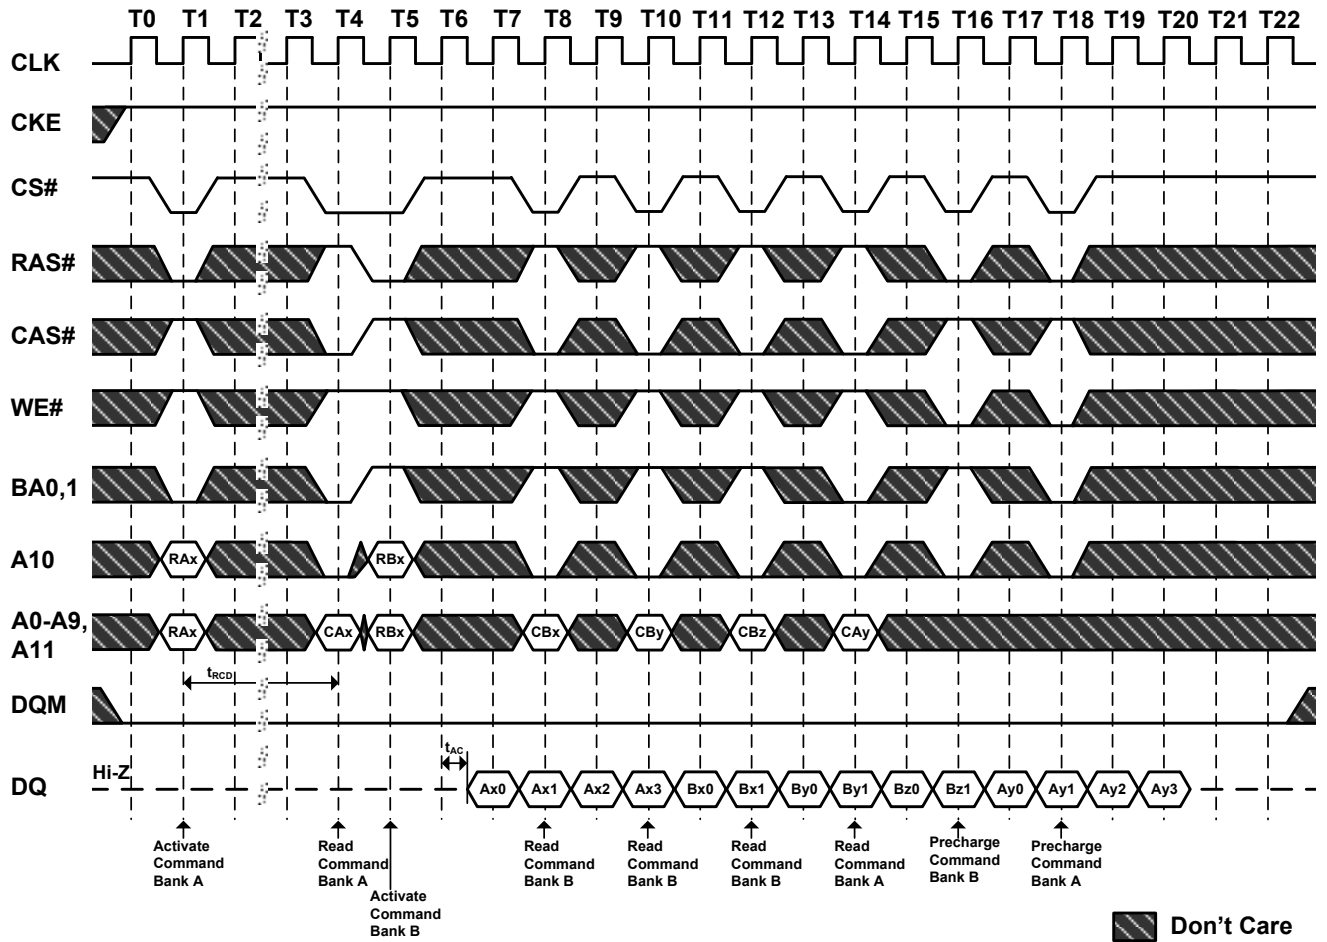 T0 T1 T2 T3 T4 T5 T6 T7 T8 T9 T10 T11 T12 T13 T14 T15 T16 T17 T18 T19 T20 T21 T22
CLK
CKE
CS#
RAS#
CAS#
WE#
BA0,1
A10 RAx RBx
A0-A9,
A11
RAx CAx RBx CBx CBy CBz CAy
tRCD
DQM
tAC
Hi-Z
DQ
Ax0 Ax1 Ax2 Ax3 Bx0 Bx1 By0 By1 Bz0 Bz1 Ay0 Ay1 Ay2 Ay3
Activate
Command
Bank A
Read
Command
Bank A
Activate
Command
Bank B
Read
Command
Bank B
Read
Command
Bank B
Read
Command
Bank B
Read
Command
Bank A
Precharge
Command
Bank B
Precharge
Command
Bank A
Don't Care